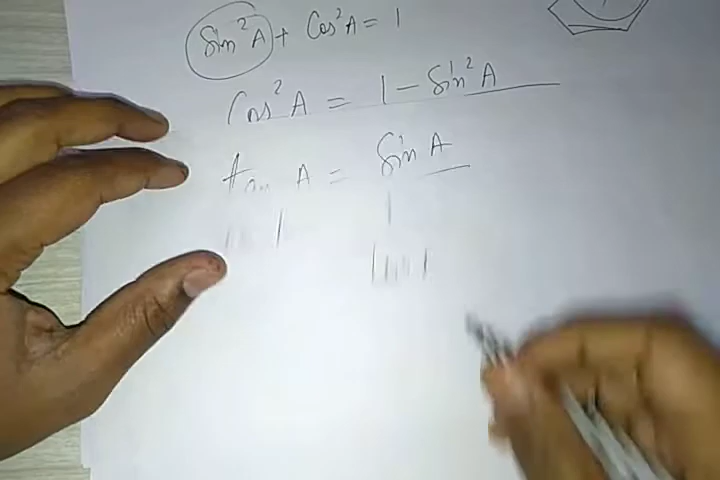 Sin²A + Cos²A = 1
Cos²A = 1 - Sin²A
tan A = Sin A